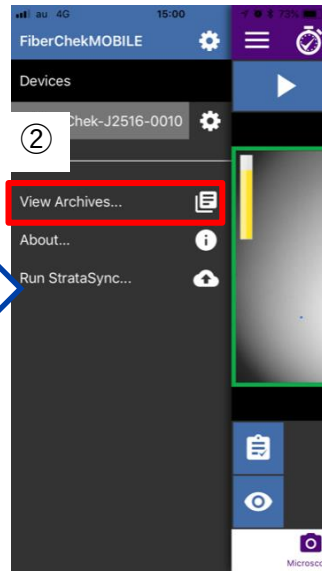 au 4G 15:00 73%
FiberChekMOBILE
Devices
Chek-J2516-0010
②
View Archives...
About...
Run StrataSync...
Microsco